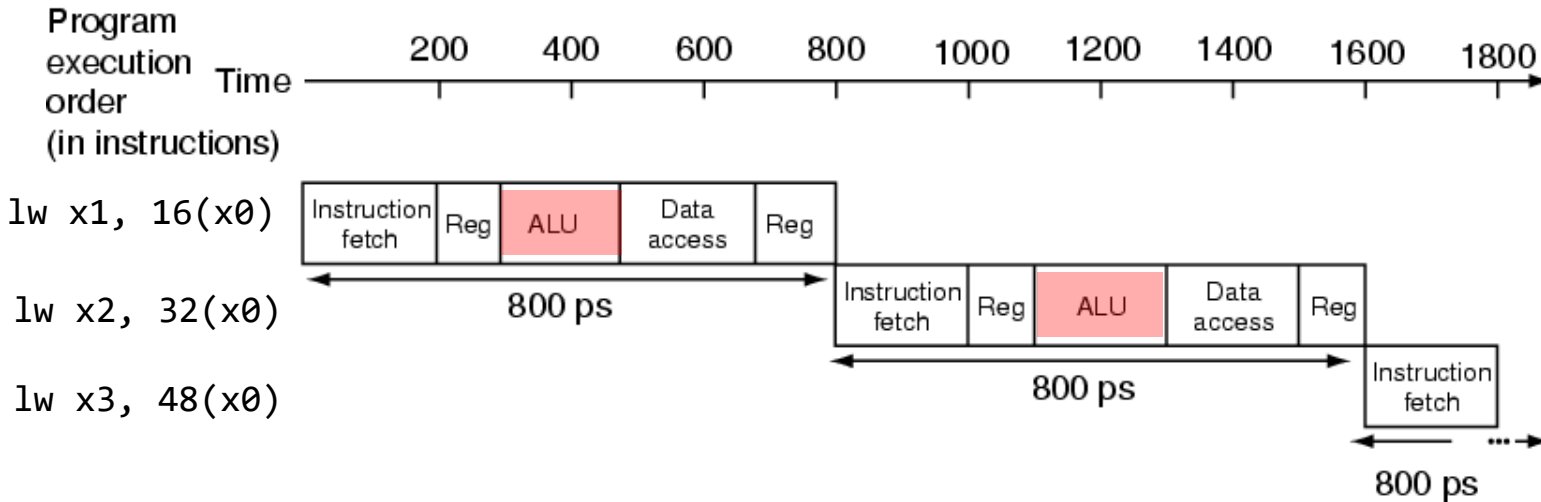 Program
execution
order
(in instructions)
Time
200 400 600 800 1000 1200 1400 1600 1800
lw x1, 16(x0)
Instruction
fetch
Reg
ALU
Data
access
Reg
800 ps
lw x2, 32(x0)
Instruction
fetch
Reg
ALU
Data
access
Reg
800 ps
lw x3, 48(x0)
Instruction
fetch
...
800 ps